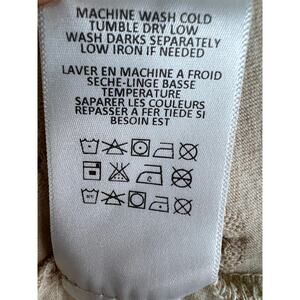 MACHINE WASH COLD
TUMBLE DRY LOW
WASH DARKS SEPARATELY
LOW IRON IF NEEDED
LAVER EN MACHINE A FROID
SECHE-LINGE BASSE
TEMPERATURE
SAPARER LES COULEURS
REPASSER A FER TIEDE SI
BESOIN EST